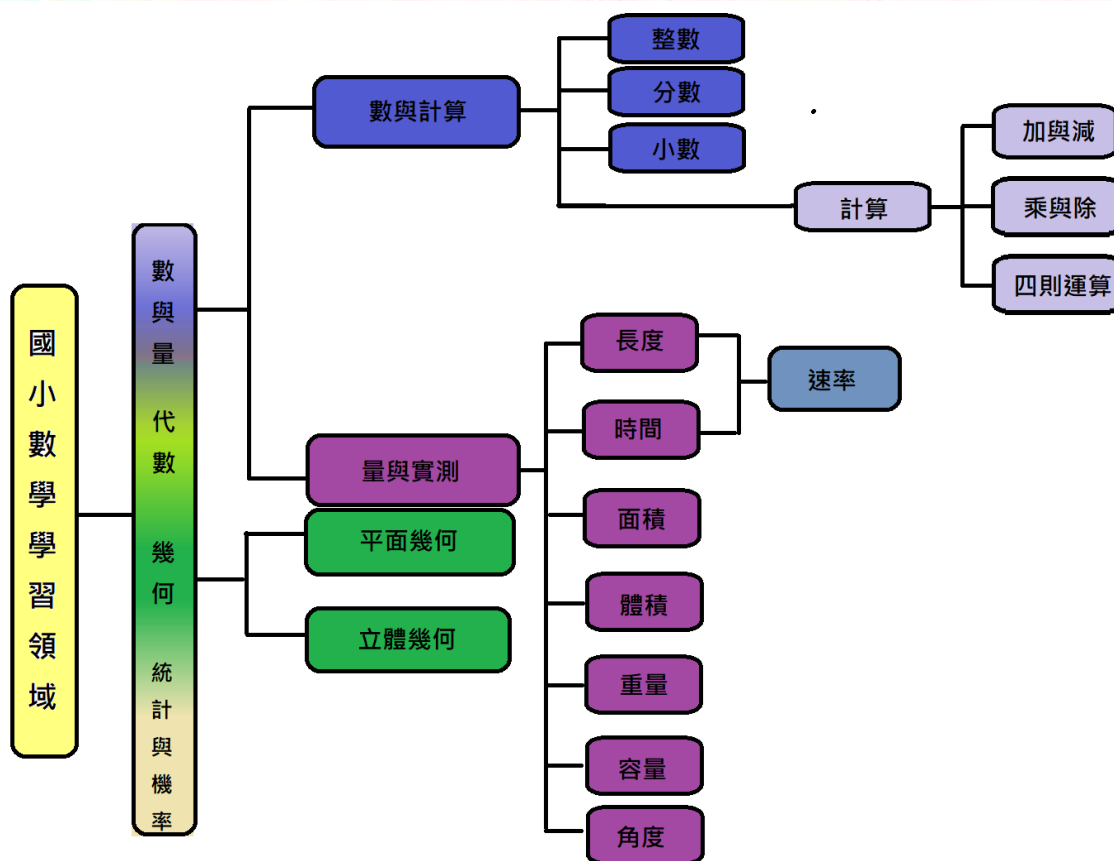 國小數學學習領域
數與量
代數
幾何
統計與機率
數與計算
整數
分數
小數
計算
加與減
乘與除
四則運算
量與實測
長度
時間
速率
面積
體積
重量
容量
角度
平面幾何
立體幾何